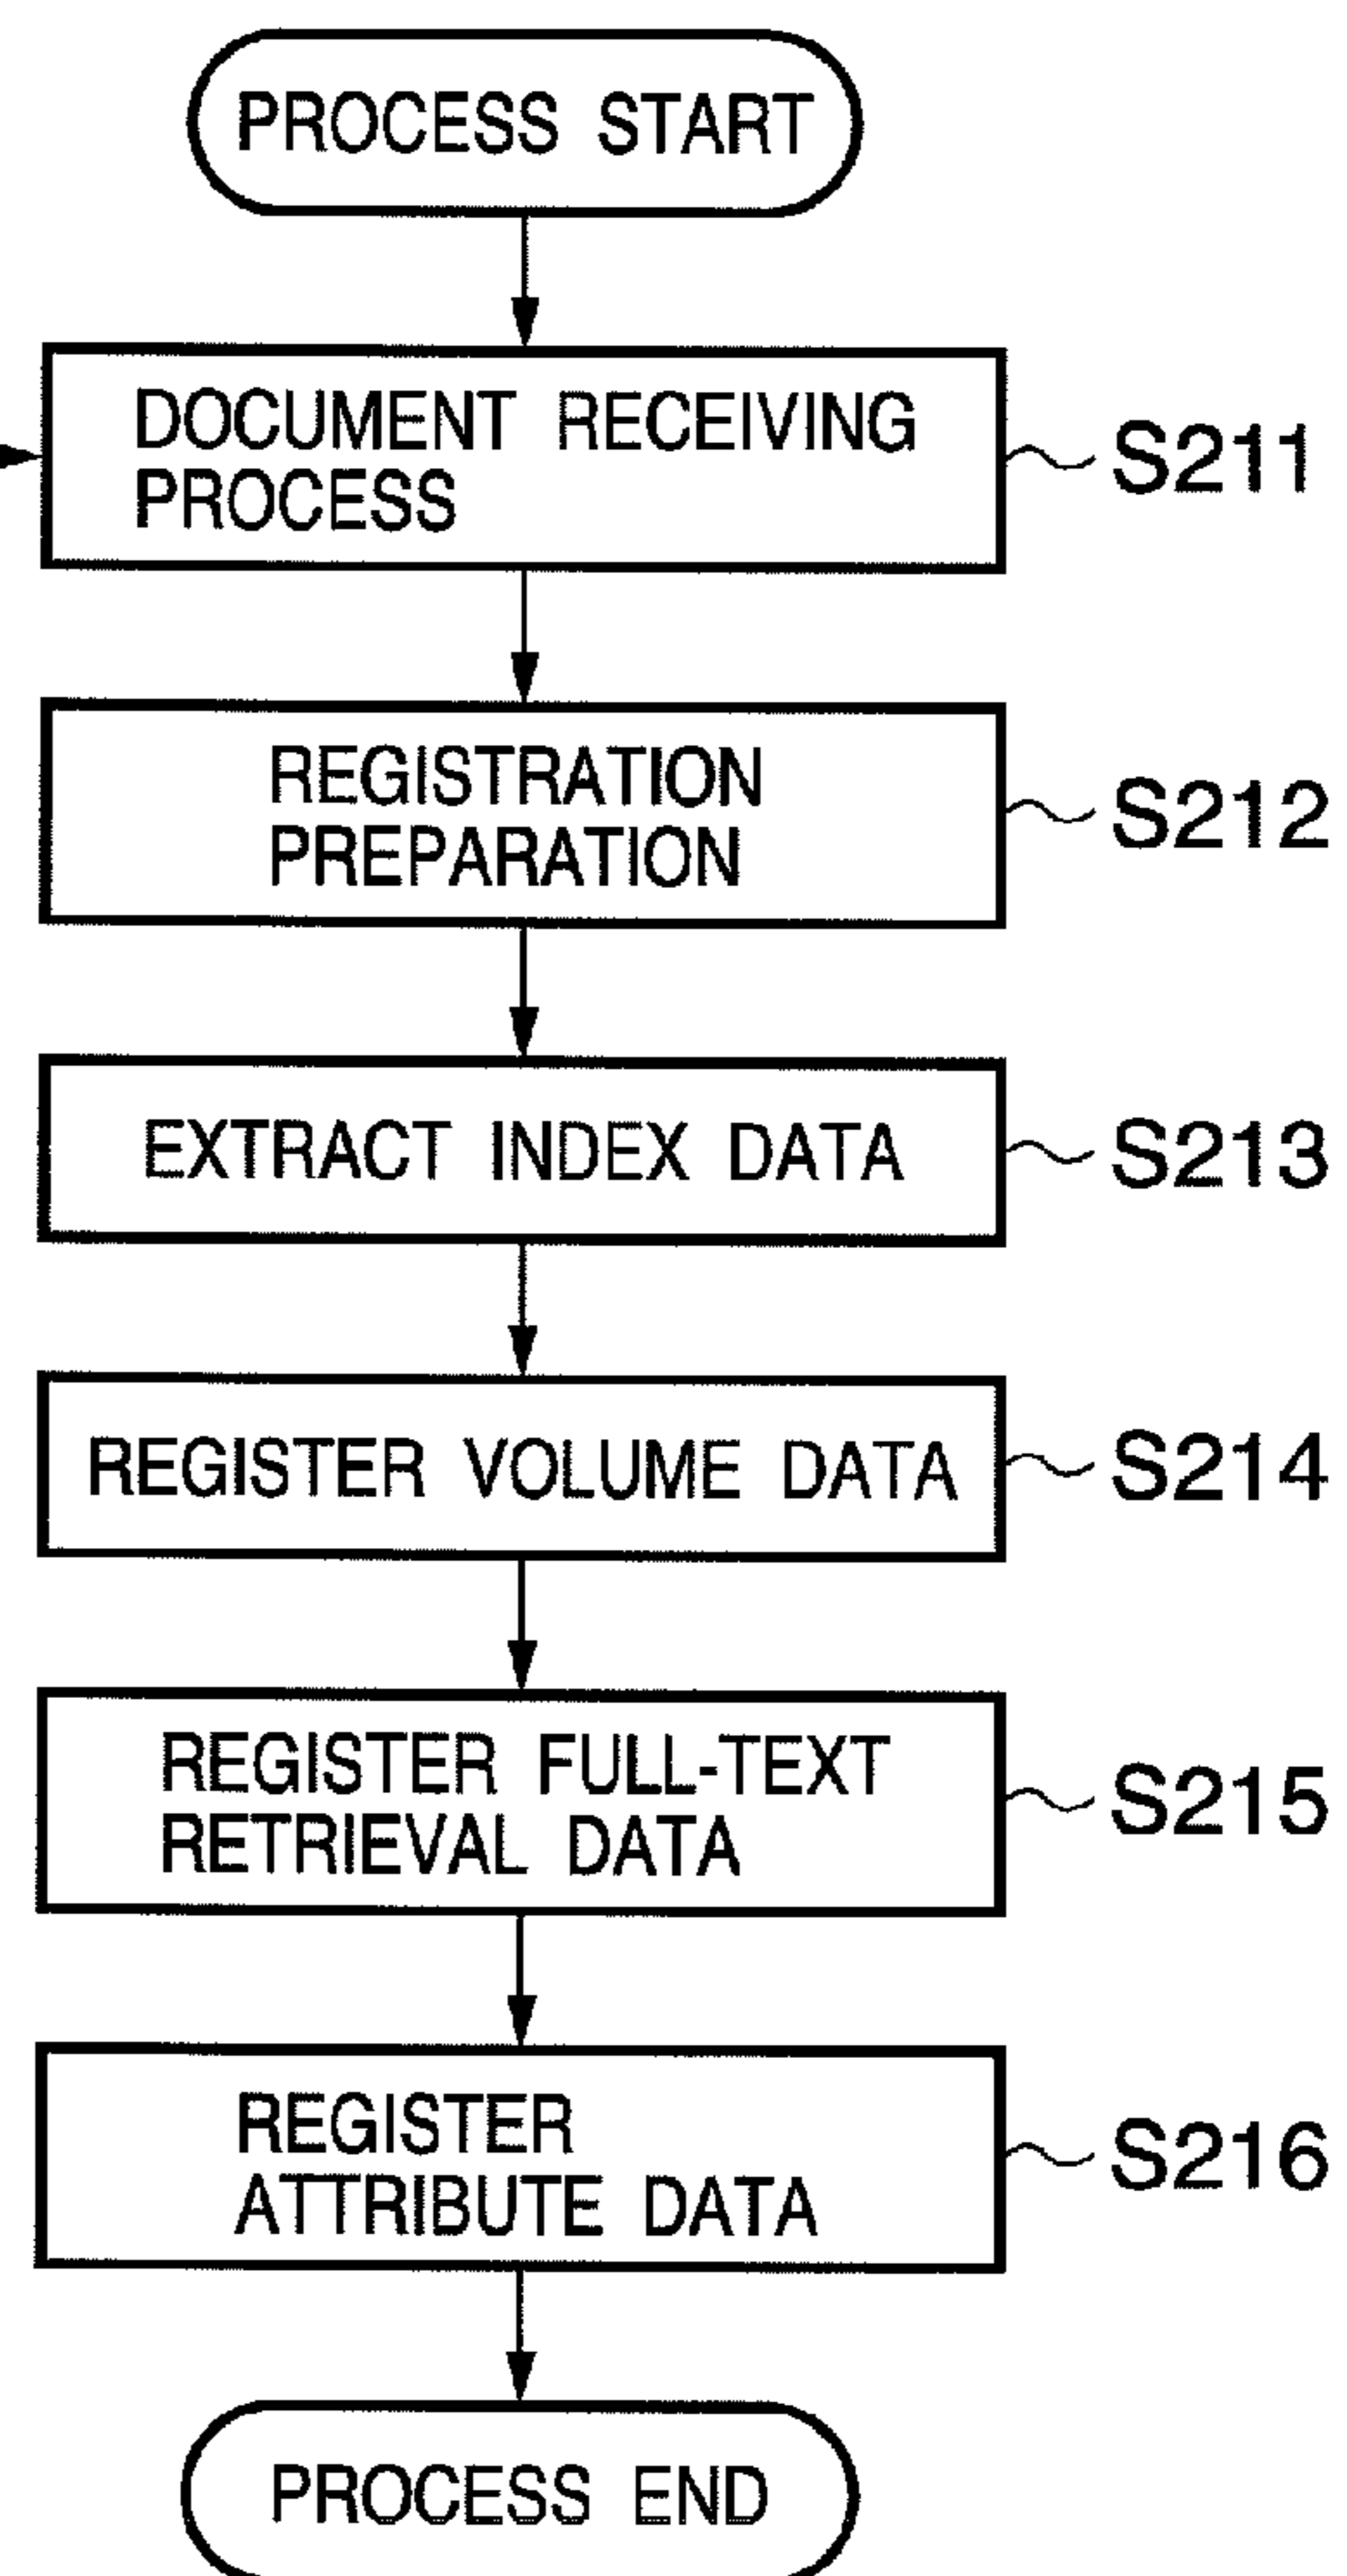 PROCESS START
DOCUMENT RECEIVING
PROCESS
S211
REGISTRATION
PREPARATION
S212
EXTRACT INDEX DATA
S213
REGISTER VOLUME DATA
S214
REGISTER FULL-TEXT
RETRIEVAL DATA
S215
REGISTER
ATTRIBUTE DATA
S216
PROCESS END